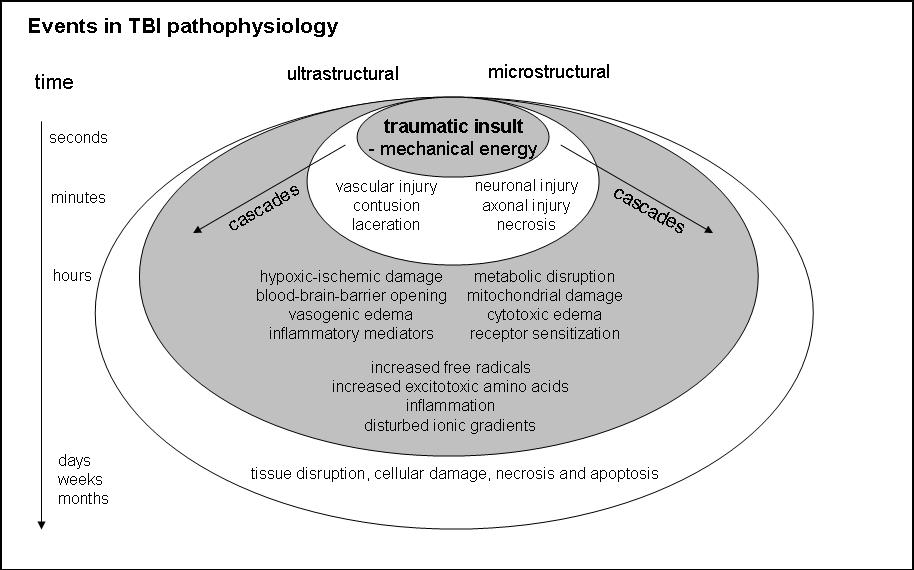 Events in TBI pathophysiology
ultrastructural
microstructural
time
seconds
minutes
hours
days
weeks
months
traumatic insult
- mechanical energy
cascades
cascades
vascular injury
contusion
laceration
neuronal injury
axonal injury
necrosis
hypoxic-ischemic damage
blood-brain-barrier opening
vasogenic edema
inflammatory mediators
metabolic disruption
mitochondrial damage
cytotoxic edema
receptor sensitization
increased free radicals
increased excitotoxic amino acids
inflammation
disturbed ionic gradients
tissue disruption, cellular damage, necrosis and apoptosis